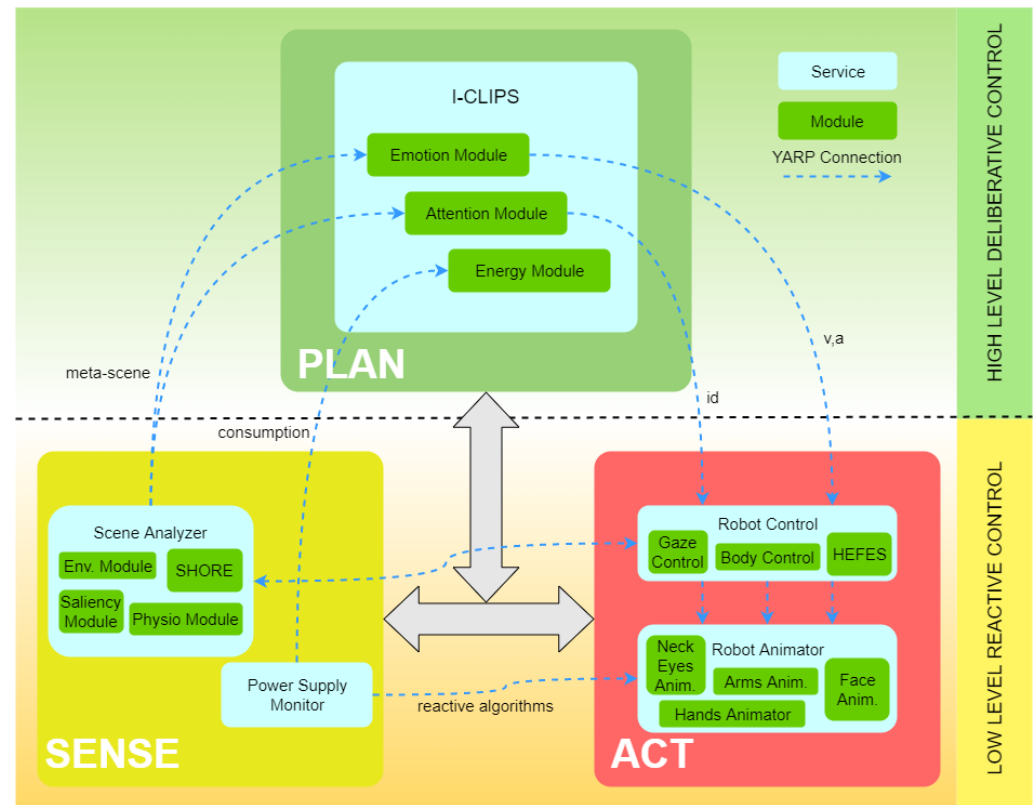 I-CLIPS
Emotion Module
Attention Module
Energy Module
PLAN
Service
Module
YARP Connection
HIGH LEVEL DELIBERATIVE CONTROL
meta-scene
consumption
id
v,a
Scene Analyzer
Env. Module
SHORE
Saliency
Module
Physio Module
Power Supply
Monitor
SENSE
reactive algorithms
Robot Control
Gaze
Control
Body Control
HEFES
Robot Animator
Neck
Eyes
Anim.
Arms Anim.
Face
Anim.
Hands Animator
ACT
LOW LEVEL REACTIVE CONTROL